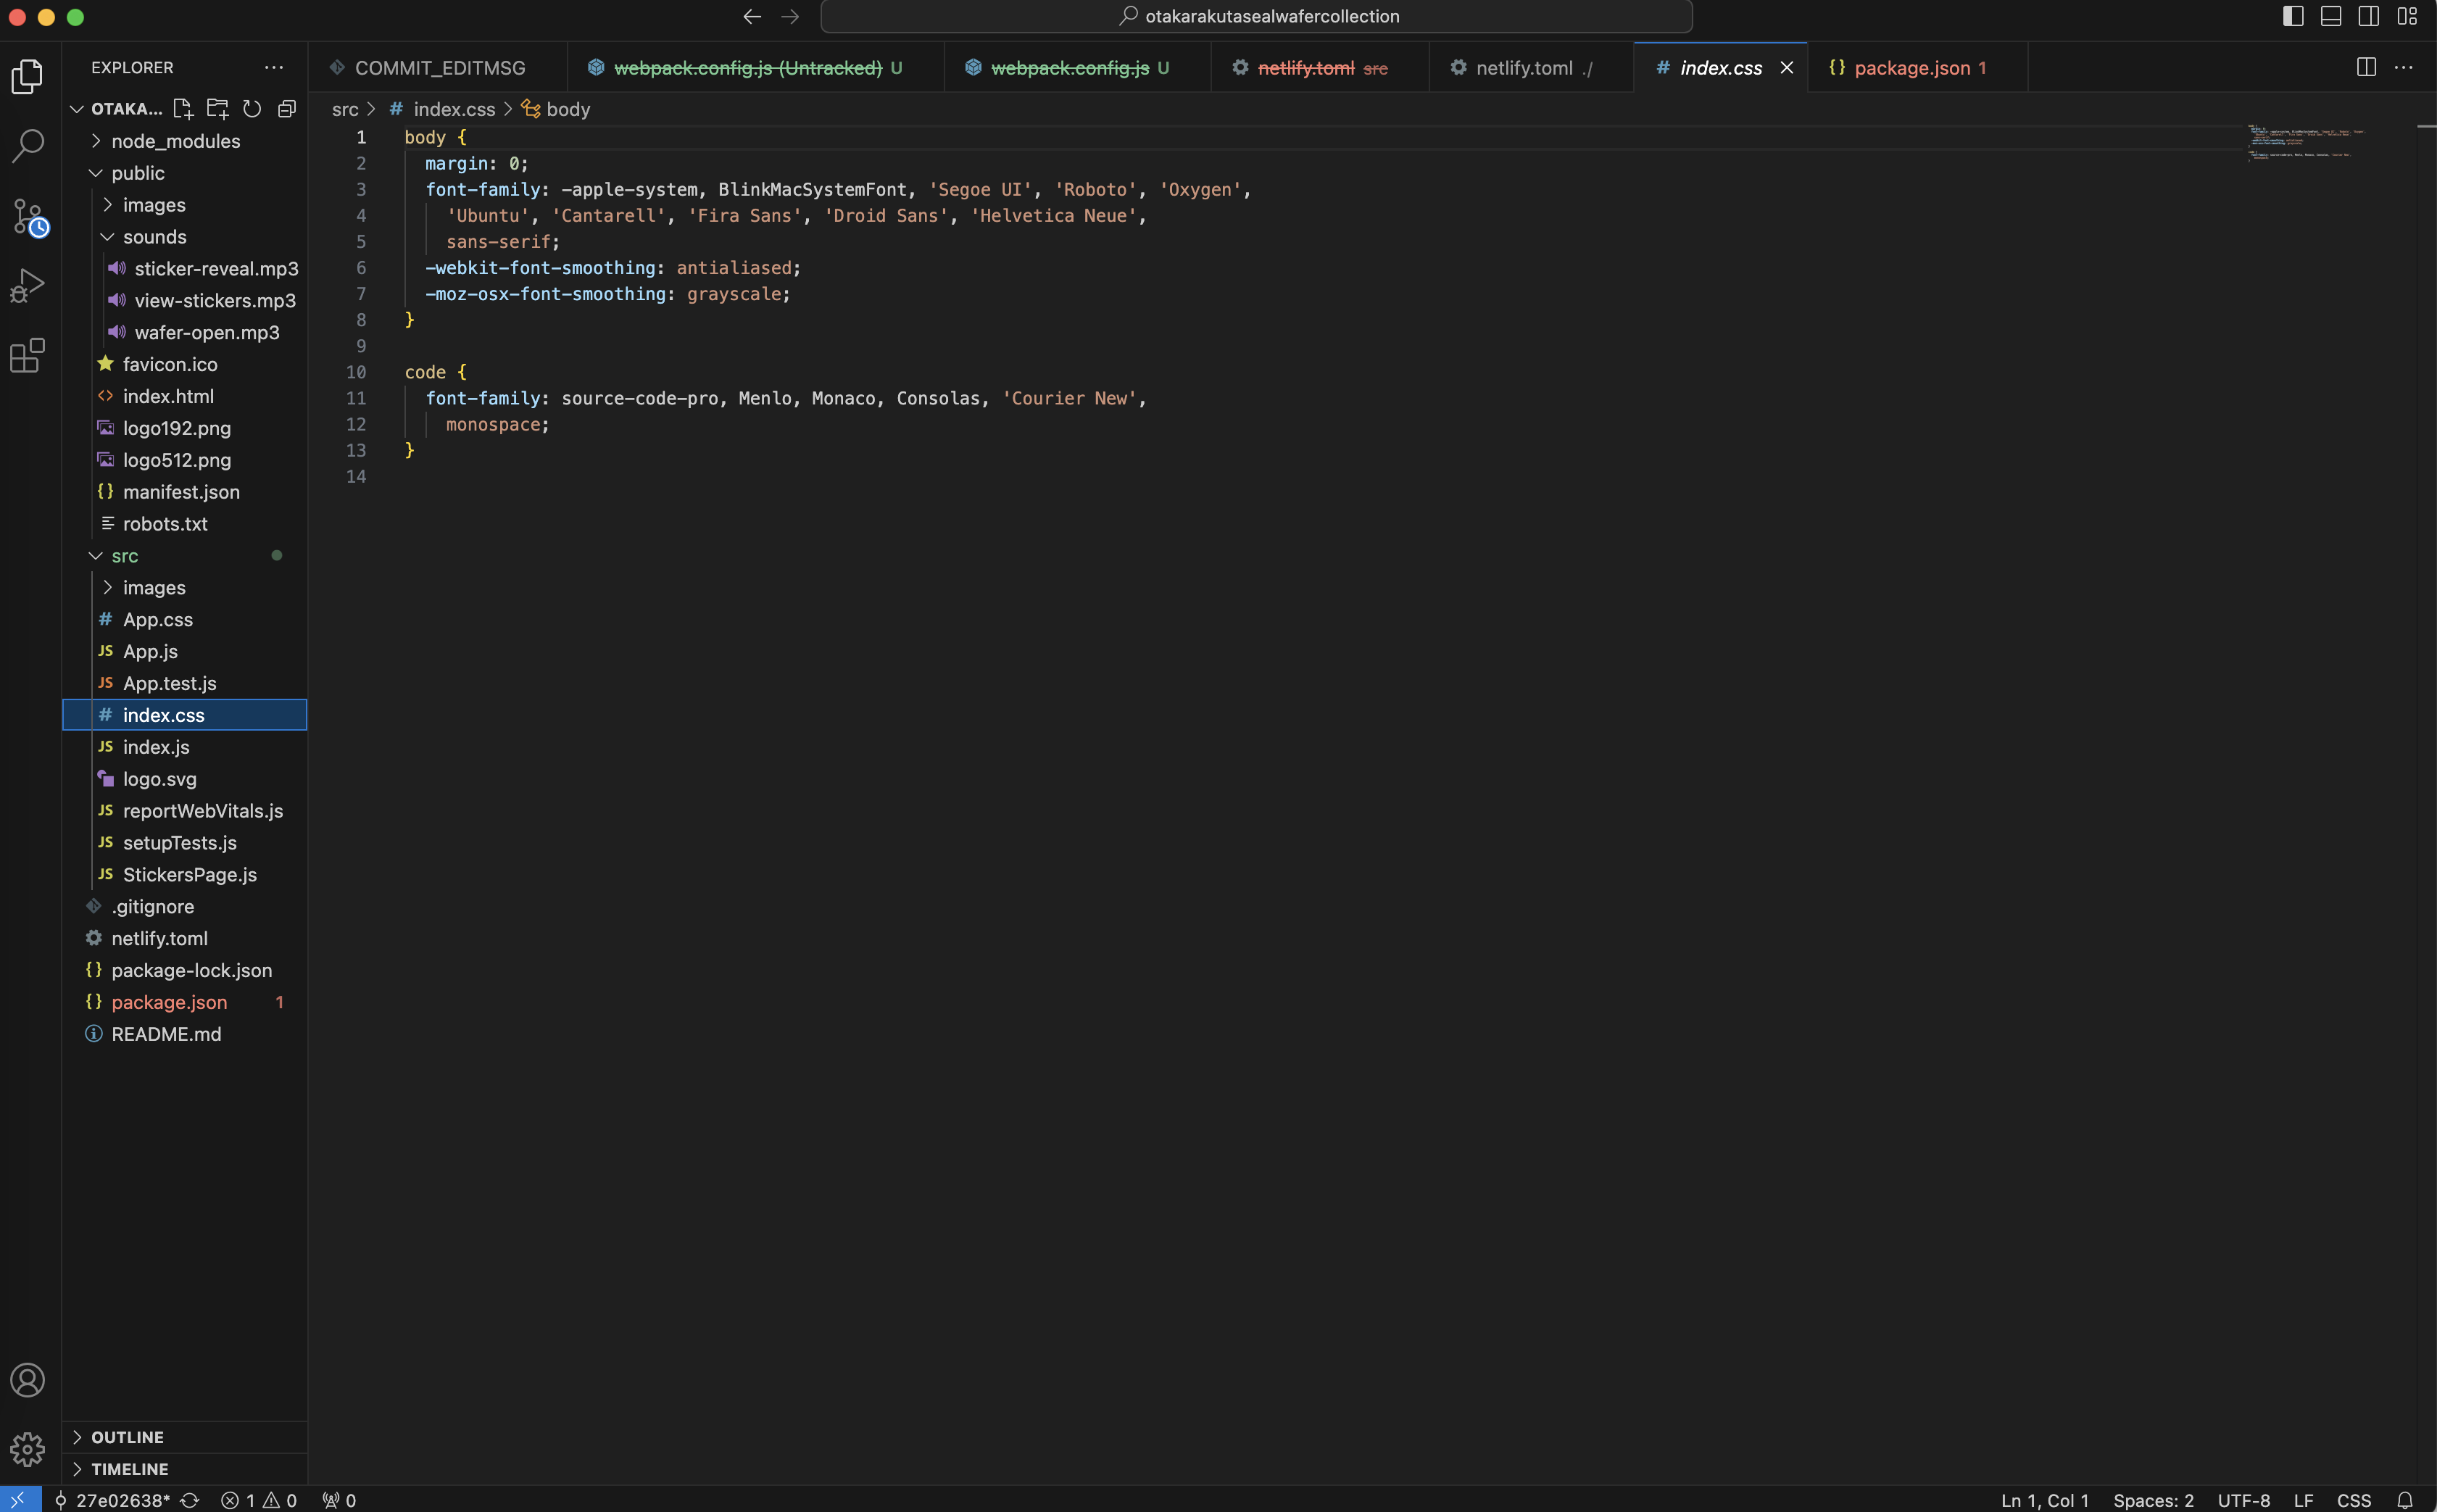 otakarakutasealwafercollection
EXPLORER
COMMIT_EDITMSG
webpack.config.js (Untracked) U
webpack.config.js U
netlify.toml src
netlify.toml ./
# index.css
{} package.json 1
OTAKA...
src > # index.css > body
node_modules
public
images
sounds
sticker-reveal.mp3
view-stickers.mp3
wafer-open.mp3
favicon.ico
<> index.html
logo192.png
logo512.png
{} manifest.json
robots.txt
src
images
# App.css
JS App.js
JS App.test.js
# index.css
JS index.js
logo.svg
JS reportWebVitals.js
JS setupTests.js
JS StickersPage.js
.gitignore
netlify.toml
{} package-lock.json
{} package.json 1
README.md
OUTLINE
TIMELINE
1 body {
2 margin: 0;
3 font-family: -apple-system, BlinkMacSystemFont, 'Segoe UI', 'Roboto', 'Oxygen',
4 'Ubuntu', 'Cantarell', 'Fira Sans', 'Droid Sans', 'Helvetica Neue',
5 sans-serif;
6 -webkit-font-smoothing: antialiased;
7 -moz-osx-font-smoothing: grayscale;
8 }
9
10 code {
11 font-family: source-code-pro, Menlo, Monaco, Consolas, 'Courier New',
12 monospace;
13 }
14
27e02638* 1 0 0
Ln 1, Col 1 Spaces: 2 UTF-8 LF CSS